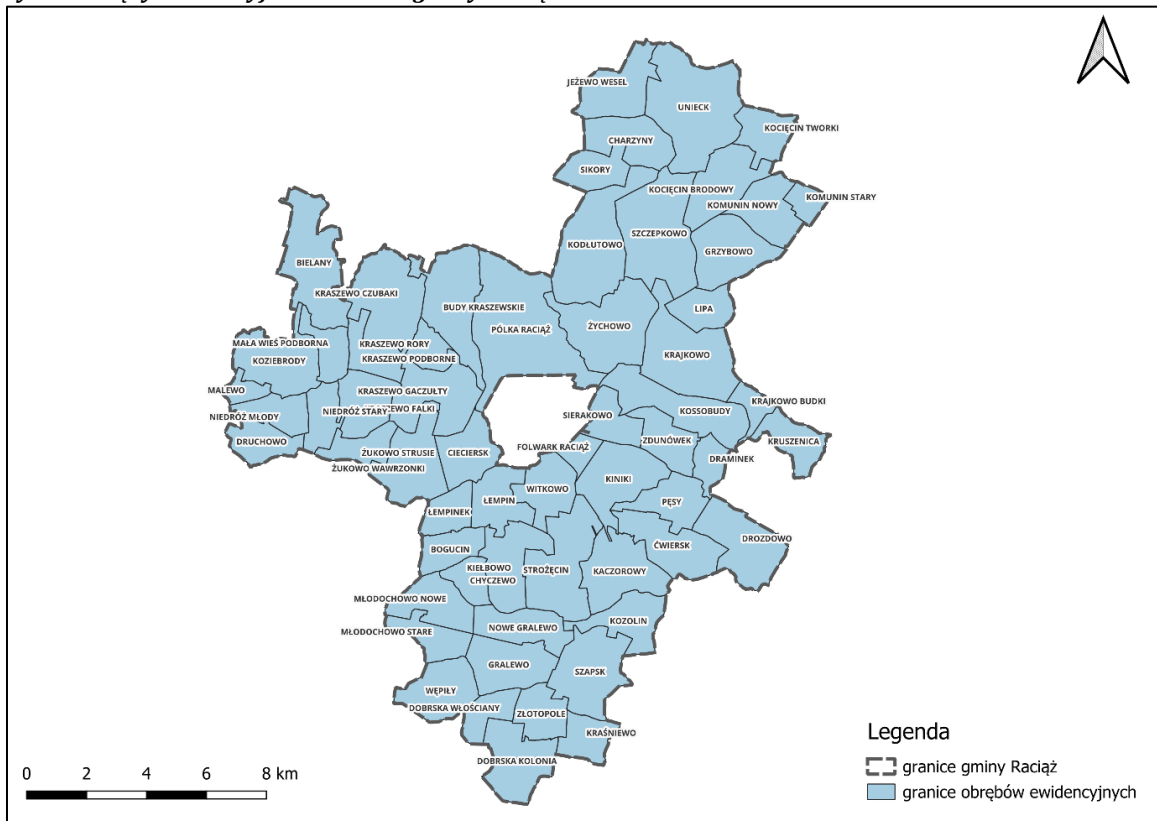 JEŻEWO WESEL
UNIECK
KOCIĘCIN TWORKI
CHARZYNY
SIKORY
KOCIĘCIN BRODOWY
KOMUNIN STARY
KOMUNIN NOWY
SZCZEPKOWO
KODŁUTOWO
GRZYBOWO
BIELANY
KRASZEWO CZUBAKI
BUDY KRASZEWSKIE
LIPA
PÓLKA RACIĄŻ
ŻYCHOWO
MAŁA WIEŚ PODBORNA
KRASZEWO RORY
KOZIEBRODY
KRASZEWO PODBORNE
KRAJKOWO
MALEWO
KRASZEWO GACZUŁTY
KRAJKOWO BUDKI
NIEDRÓŻ MŁODY
NIEDRÓŻ STARY
FALKI
SIERAKOWO
KOSSOBUDY
DRUCHOWO
ZDUNÓWEK
KRUSZENICA
ŻUKOWO STRUSIE
CIECIERSK
FOLWARK RACIĄŻ
ŻUKOWO WAWRZONKI
DRAMINEK
KINIKI
WITKOWO
ŁEMPIN
PĘSY
ŁEMPINEK
DROZDOWO
BOGUCIN
ĆWIERSK
KIEŁBOWO
STROŻĘCIN
KACZOROWY
CHYCZEWO
MŁODOCHOWO NOWE
KOZOLIN
MŁODOCHOWO STARE
NOWE GRALEWO
GRALEWO
SZAPSK
WĘPIŁY
DOBRSKA WŁOŚCIANY
ZŁOTOPOLE
KRAŚNIEWO
DOBRSKA KOLONIA
Legenda
granice gminy Raciąż
granice obrębów ewidencyjnych
0 2 4 6 8 km